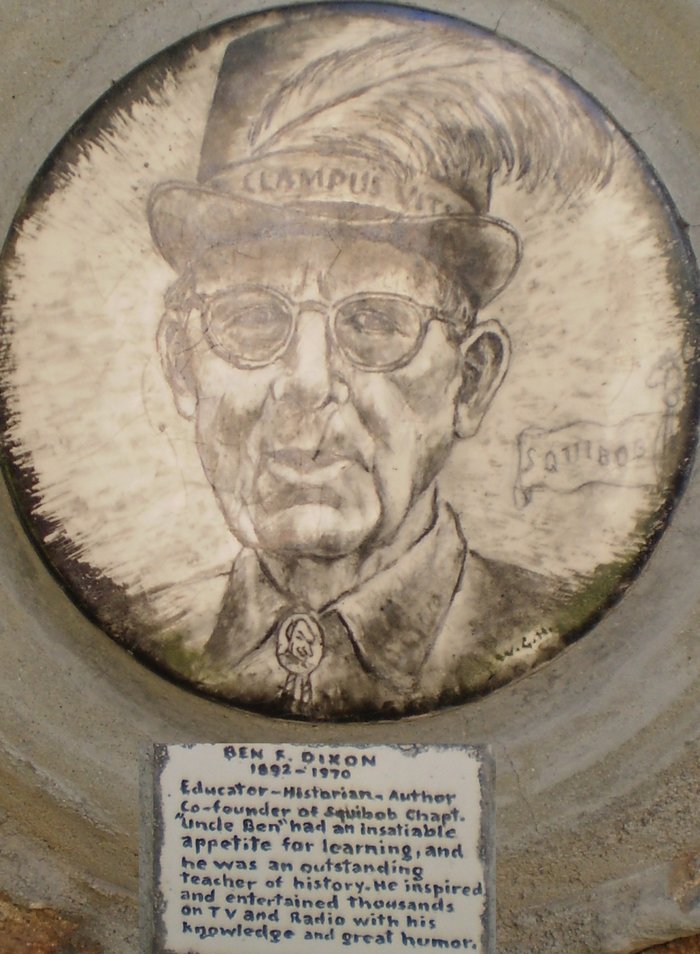 CLAMPUS VIT
SQUIBOB
W.G.H.
BEN F. DIXON
1892-1970
Educator-Historian-Author
Co-founder of Squibob Chapt.
"Uncle Ben" had an insatiable
appetite for learning, and
he was an outstanding
teacher of history. He inspired
and entertained thousands
on TV and Radio with his
knowledge and great humor.